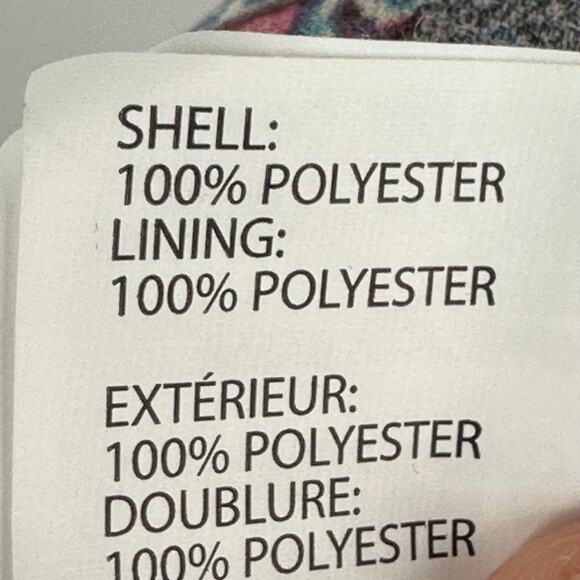 SHELL:
100% POLYESTER
LINING:
100% POLYESTER
EXTÉRIEUR:
100% POLYESTER
DOUBLURE:
100% POLYESTER